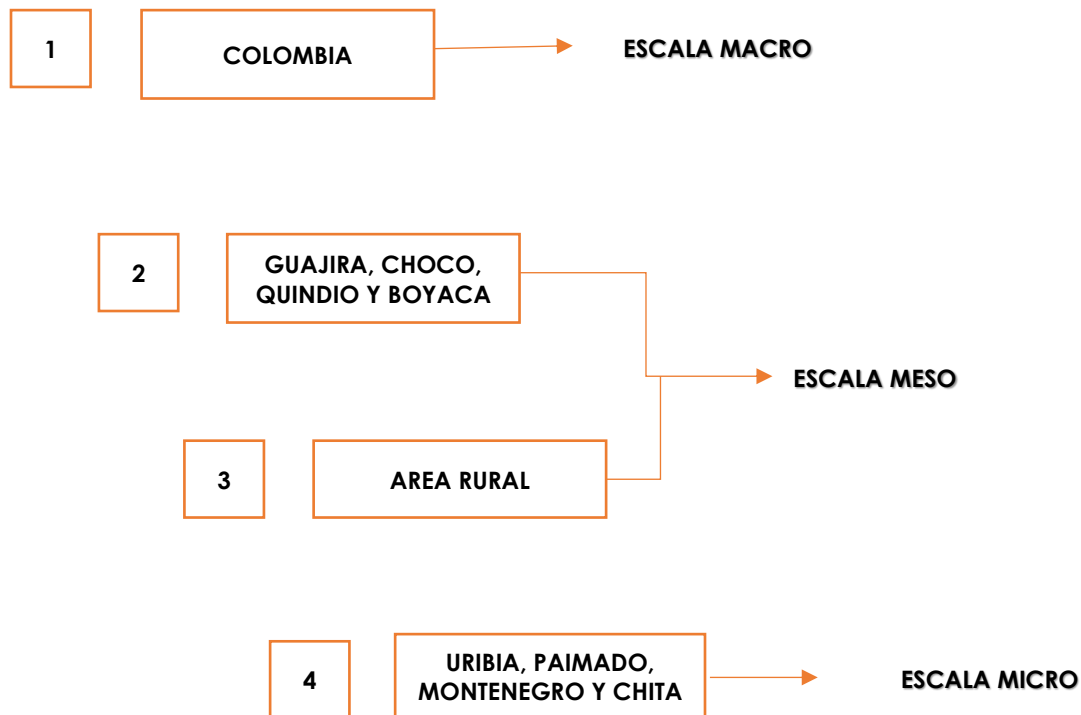 1
COLOMBIA
ESCALA MACRO
2
GUAJIRA, CHOCO,
QUINDIO Y BOYACA
ESCALA MESO
3
AREA RURAL
4
URIBIA, PAIMADO,
MONTENEGRO Y CHITA
ESCALA MICRO